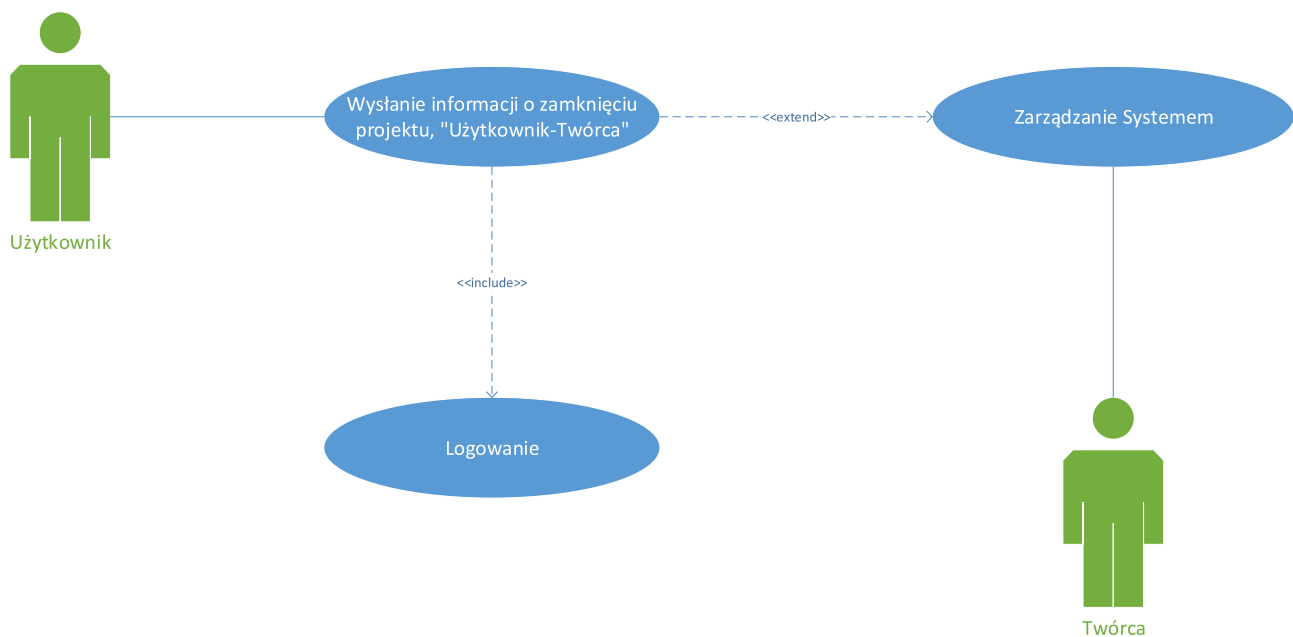 Wysłanie informacji o zamknięciu
projektu, "Użytkownik-Twórca"
<<extend>>
Zarządzanie Systemem
Użytkownik
<<include>>
Logowanie
Twórca